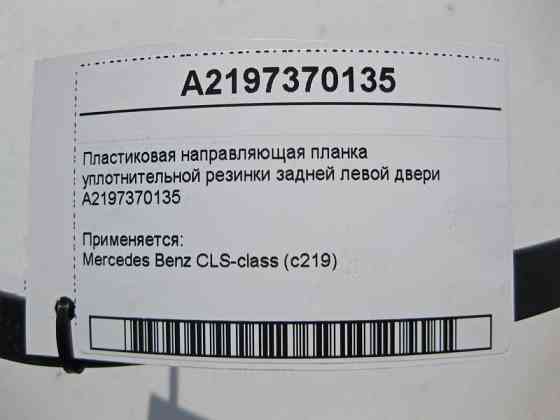 A2197370135
Пластиковая направляющая планка
уплотнительной резинки задней левой двери
A2197370135
Применяется:
Mercedes Benz CLS-class (c219)